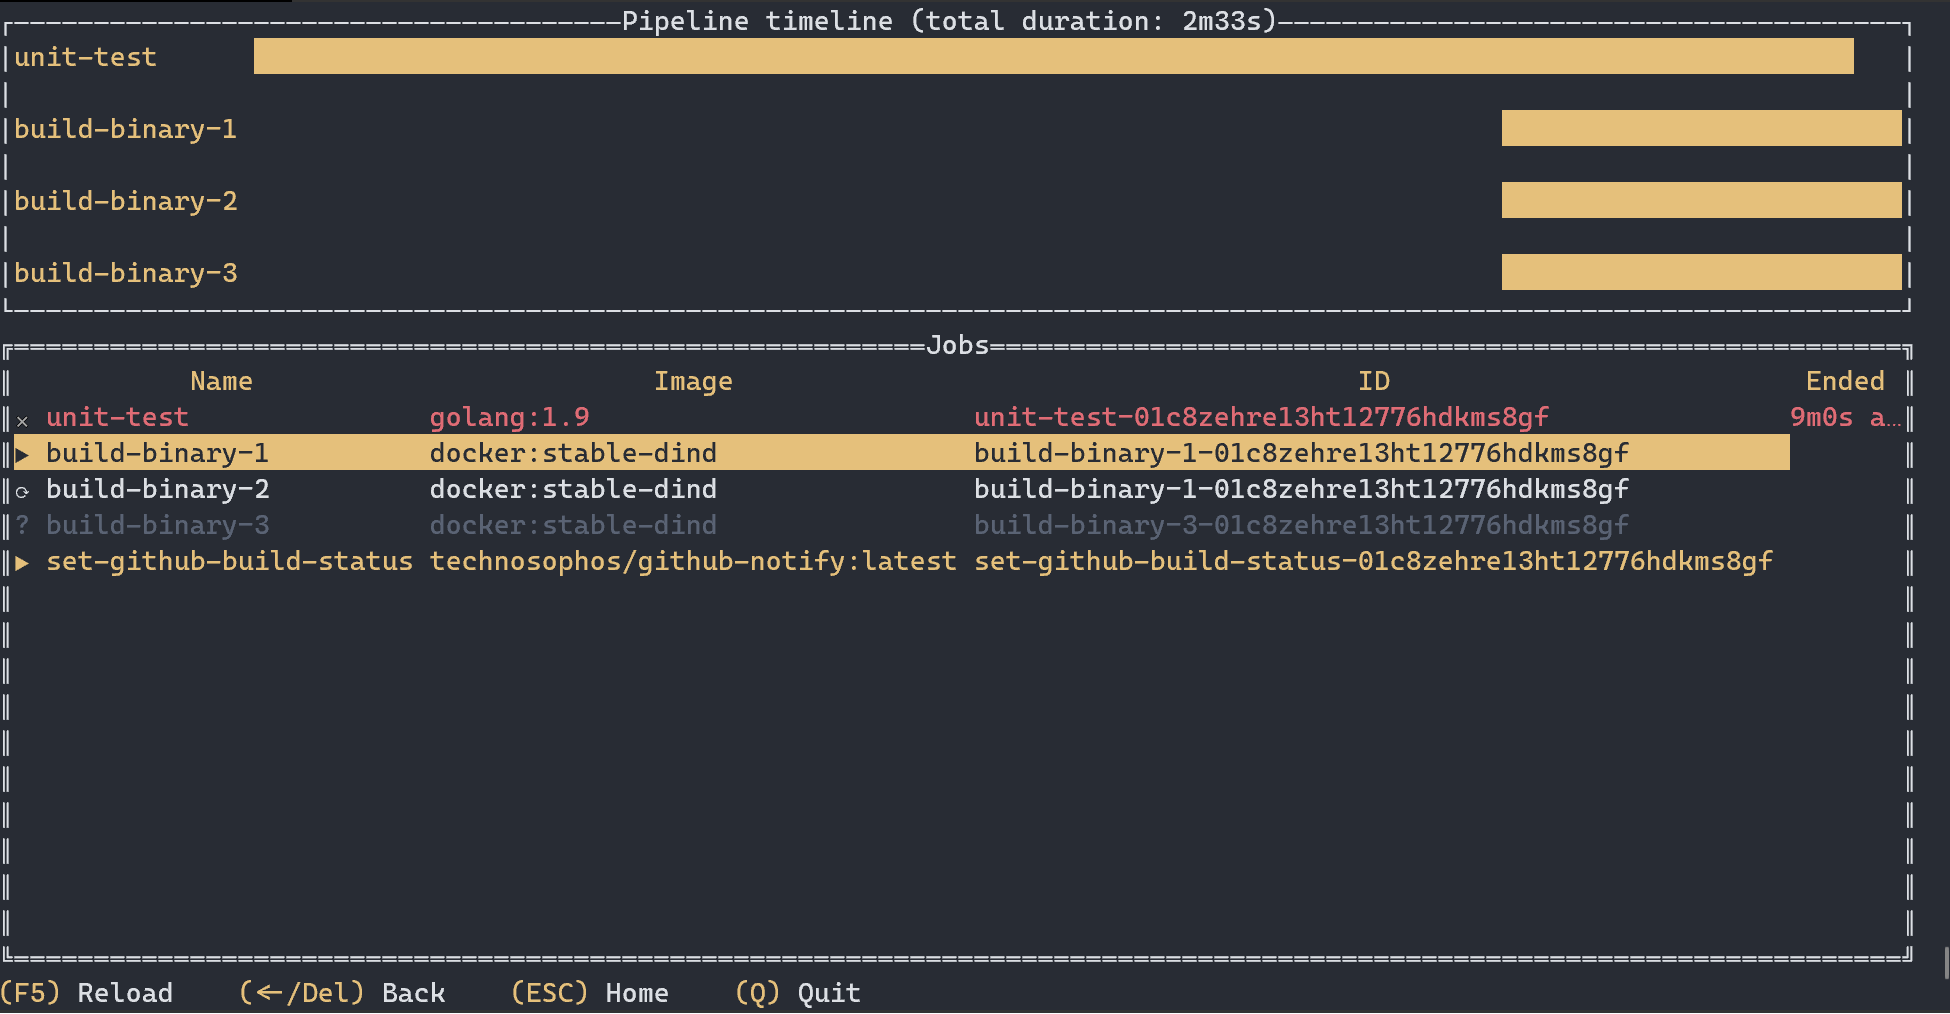 Pipeline timeline (total duration: 2m33s)
unit-test
build-binary-1
build-binary-2
build-binary-3
Jobs
Name Image ID Ended
× unit-test golang:1.9 unit-test-01c8zehre13ht12776hdkms8gf 9m0s a…
▶ build-binary-1 docker:stable-dind build-binary-1-01c8zehre13ht12776hdkms8gf
⟳ build-binary-2 docker:stable-dind build-binary-1-01c8zehre13ht12776hdkms8gf
? build-binary-3 docker:stable-dind build-binary-3-01c8zehre13ht12776hdkms8gf
▶ set-github-build-status technosophos/github-notify:latest set-github-build-status-01c8zehre13ht12776hdkms8gf
(F5) Reload (<-/Del) Back (ESC) Home (Q) Quit